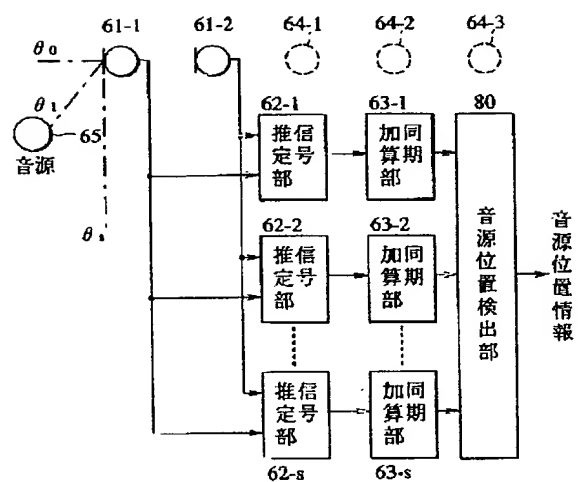 61-1
61-2
64-1
64-2
64-3
θ0
θ1
65
音源
θs
62-1
63-1
80
信号推定部
同期加算部
62-2
63-2
信号推定部
同期加算部
音源位置検出部
音源位置情報
信号推定部
同期加算部
62-s
63-s